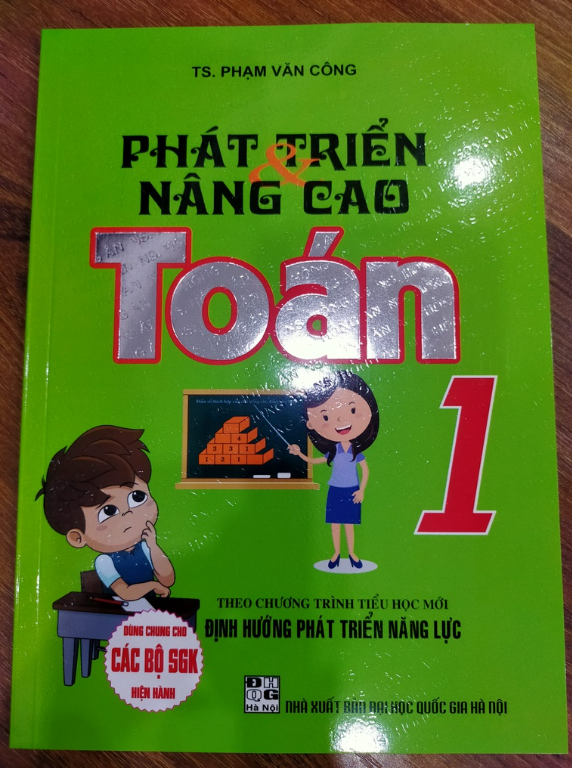 TS. PHẠM VĂN CÔNG
PHÁT TRIỂN
&
NÂNG CAO
Toán
1
THEO CHƯƠNG TRÌNH TIỂU HỌC MỚI
ĐỊNH HƯỚNG PHÁT TRIỂN NĂNG LỰC
DÙNG CHUNG CHO
CÁC BỘ SGK
HIỆN HÀNH
ĐH
QG
Hà Nội
NHÀ XUẤT BẢN ĐẠI HỌC QUỐC GIA HÀ NỘI